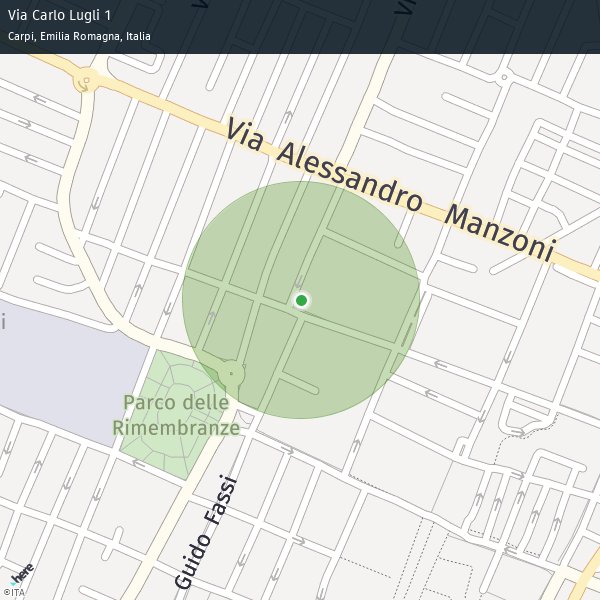 Via Carlo Lugli 1
Carpi, Emilia Romagna, Italia
Via Alessandro Manzoni
Parco delle
Rimembranze
Guido Fassi
here
©ITA